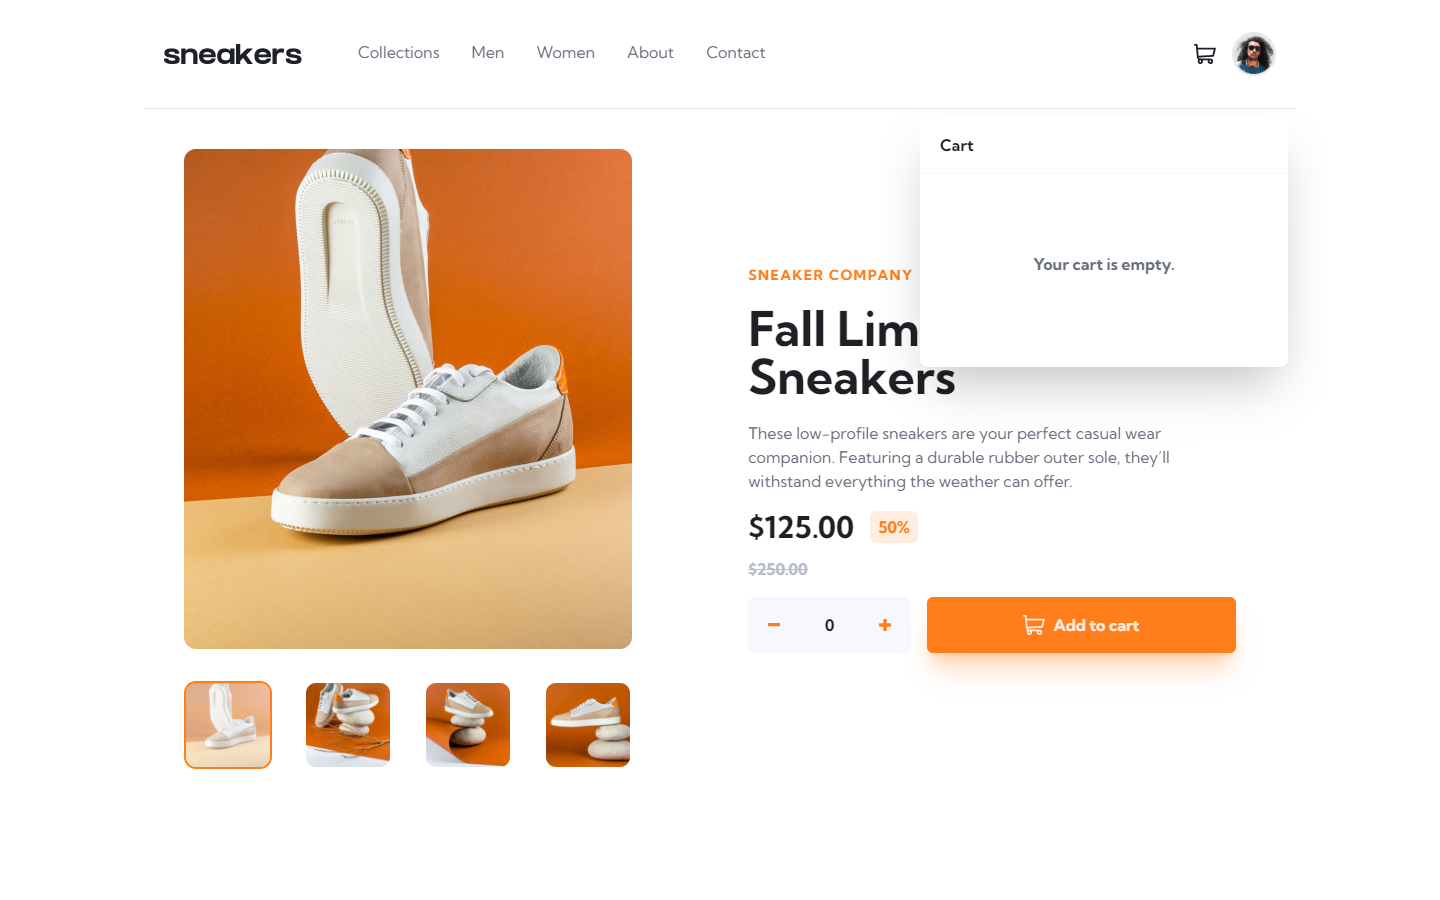 sneakers
Collections
Men
Women
About
Contact
Cart
Your cart is empty.
SNEAKER COMPANY
Fall Lim
Sneakers
These low-profile sneakers are your perfect casual wear
companion. Featuring a durable rubber outer sole, they’ll
withstand everything the weather can offer.
$125.00
50%
$250.00
0
Add to cart